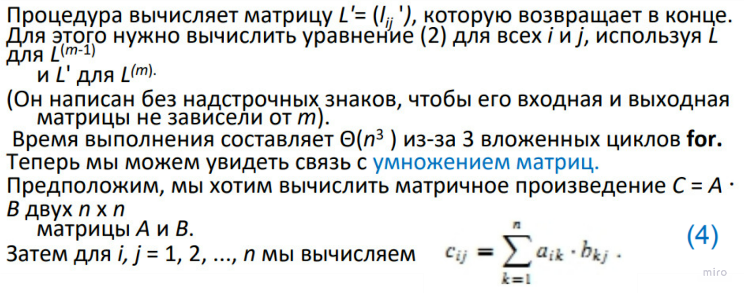 Процедура вычисляет матрицу L'= (lij '), которую возвращает в конце.
Для этого нужно вычислить уравнение (2) для всех i и j, используя L
для L(m-1)
и L' для L(m).
(Он написан без надстрочных знаков, чтобы его входная и выходная
матрицы не зависели от m).
Время выполнения составляет Θ(n³ ) из-за 3 вложенных циклов for.
Теперь мы можем увидеть связь с умножением матриц.
Предположим, мы хотим вычислить матричное произведение C = A ·
B двух n x n
матрицы A и B.
Затем для i, j = 1, 2, ..., n мы вычисляем cij = ∑k=1n aik · bkj . (4)
miro